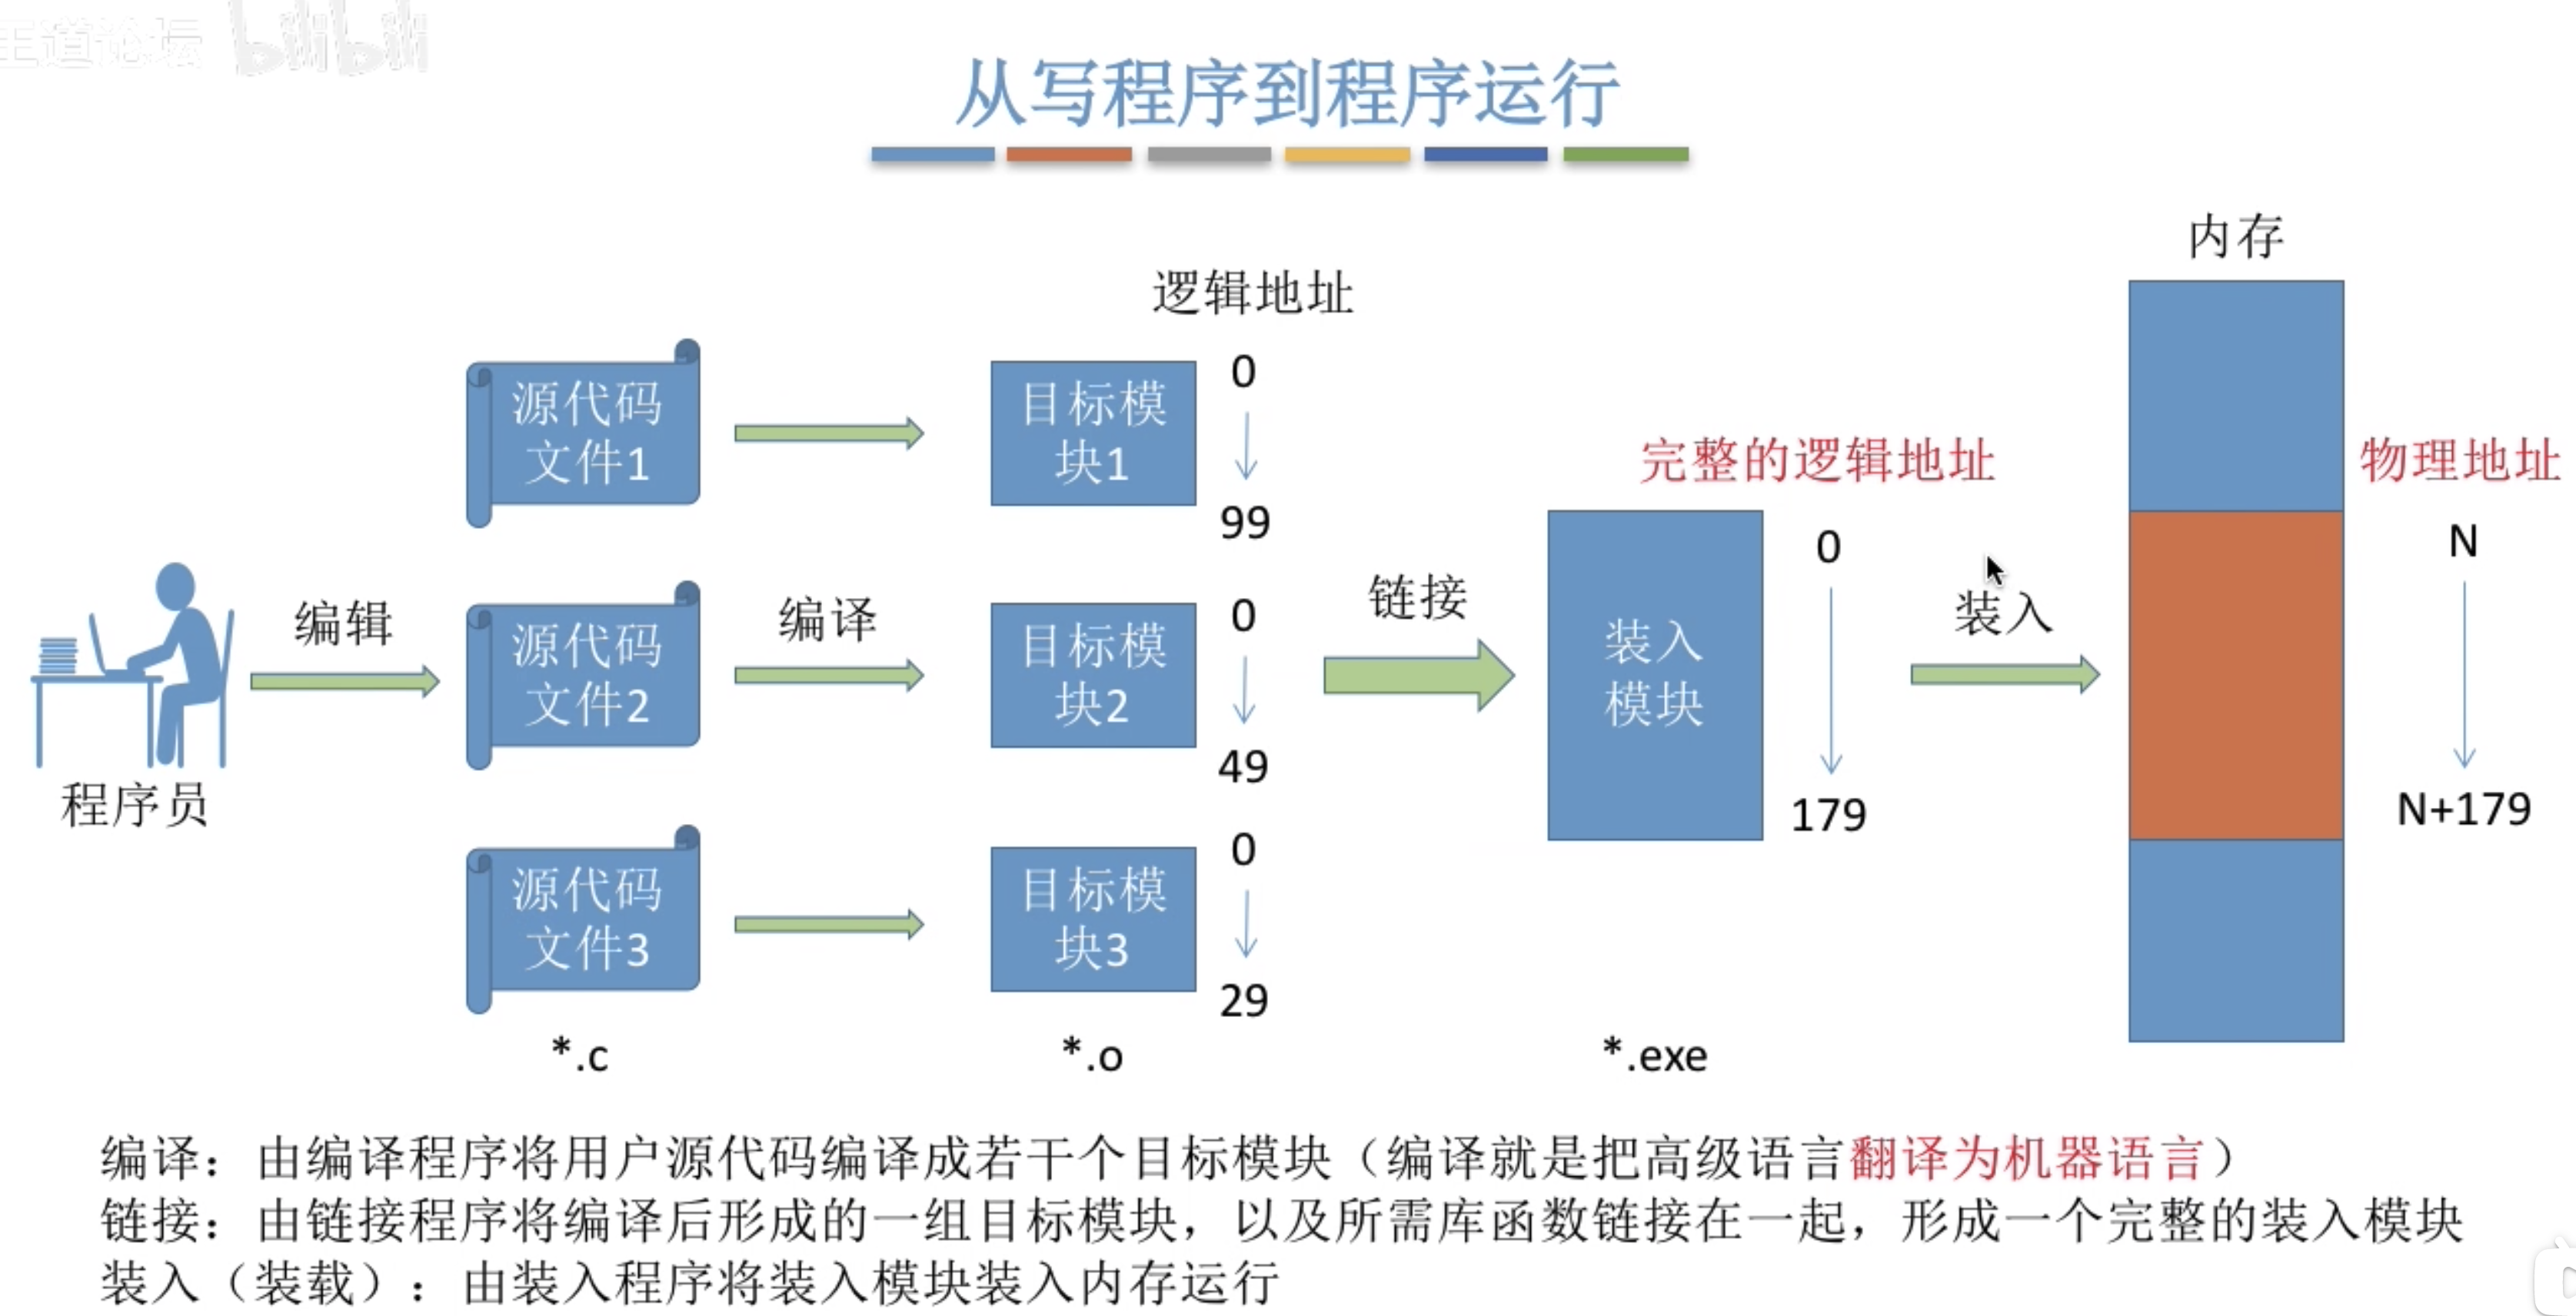 王道论坛 bilibili
从写程序到程序运行
内存
逻辑地址
源代码
文件1
目标模
块1
0
99
完整的逻辑地址
物理地址
程序员
编辑
源代码
文件2
编译
目标模
块2
0
49
链接
装入
模块
0
179
装入
N
N+179
源代码
文件3
目标模
块3
0
29
*.c
*.o
*.exe
编译：由编译程序将用户源代码编译成若干个目标模块（编译就是把高级语言翻译为机器语言）
链接：由链接程序将编译后形成的一组目标模块，以及所需库函数链接在一起，形成一个完整的装入模块
装入（装载）：由装入程序将装入模块装入内存运行